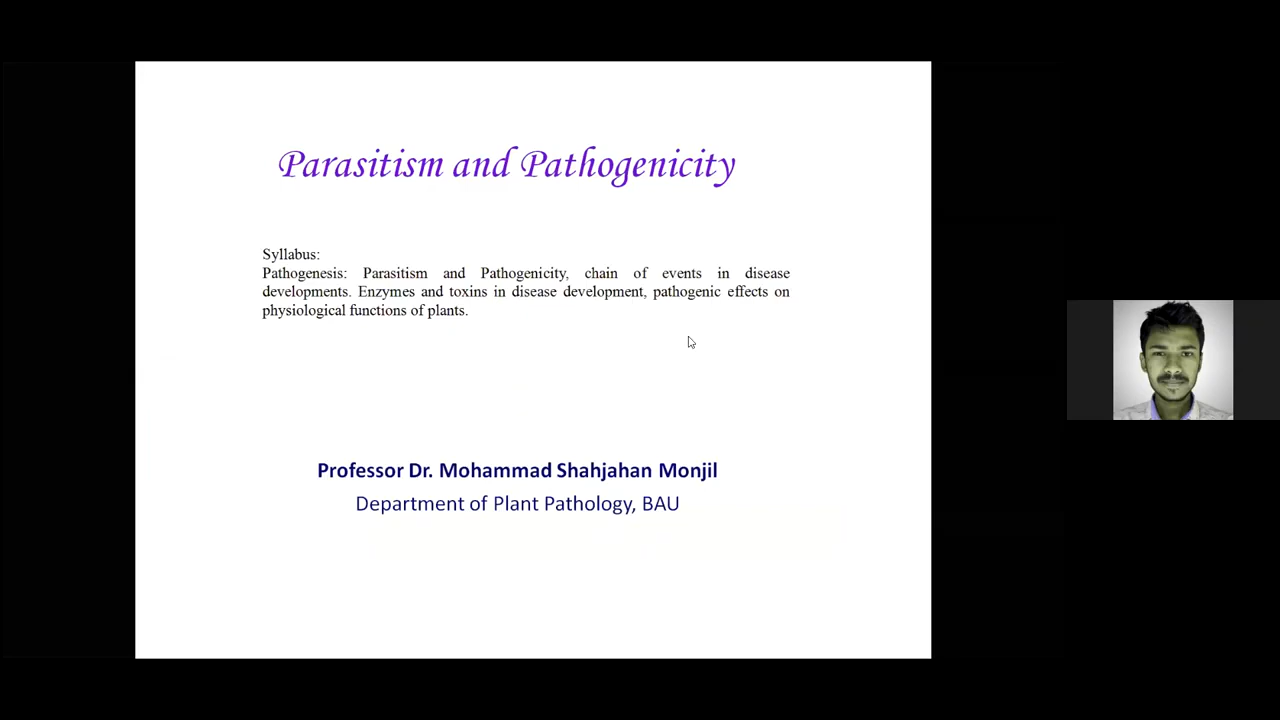 Parasitism and Pathogenicity
Syllabus:
Pathogenesis: Parasitism and Pathogenicity, chain of events in disease
developments. Enzymes and toxins in disease development, pathogenic effects on
physiological functions of plants.
Professor Dr. Mohammad Shahjahan Monjil
Department of Plant Pathology, BAU